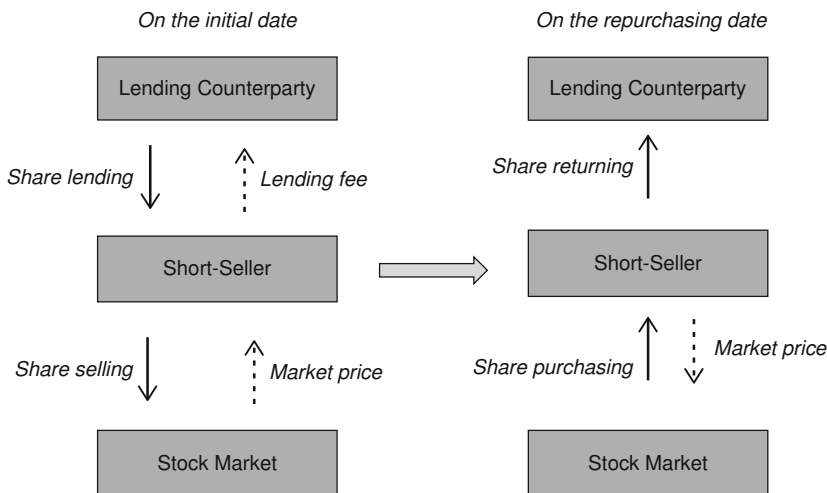 On the initial date
Lending Counterparty
Share lending
Lending fee
Short-Seller
Share selling
Market price
Stock Market
On the repurchasing date
Lending Counterparty
Share returning
Short-Seller
Share purchasing
Market price
Stock Market